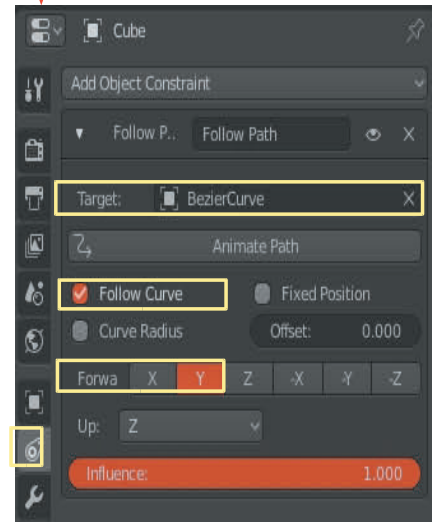 Cube
Add Object Constraint
Follow P.. Follow Path X
Target: BezierCurve X
Animate Path
Follow Curve Fixed Position
Curve Radius Offset: 0.000
Forwa X Y Z -X -Y -Z
Up: Z
Influence: 1.000